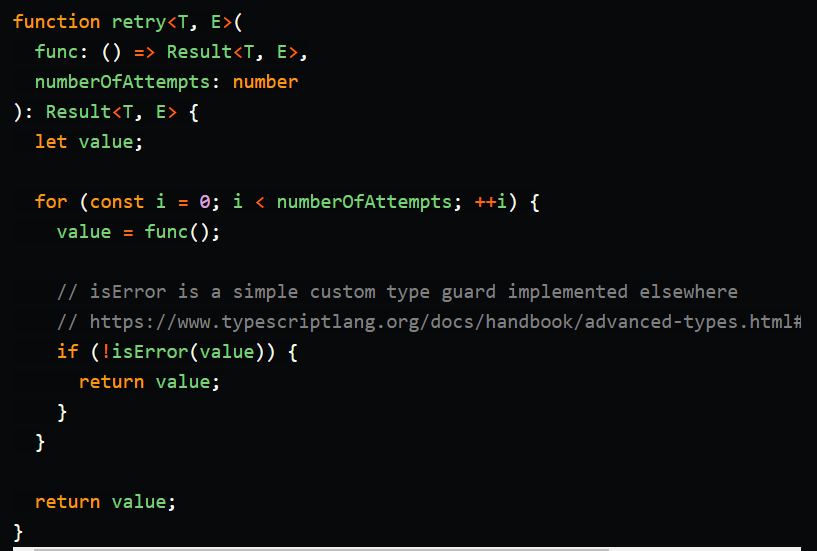 function retry<T, E>(
  func: () => Result<T, E>,
  numberOfAttempts: number
): Result<T, E> {
  let value;
  for (const i = 0; i < numberOfAttempts; ++i) {
    value = func();
    // isError is a simple custom type guard implemented elsewhere
    // https://www.typescriptlang.org/docs/handbook/advanced-types.html#
    if (!isError(value)) {
      return value;
    }
  }
  return value;
}